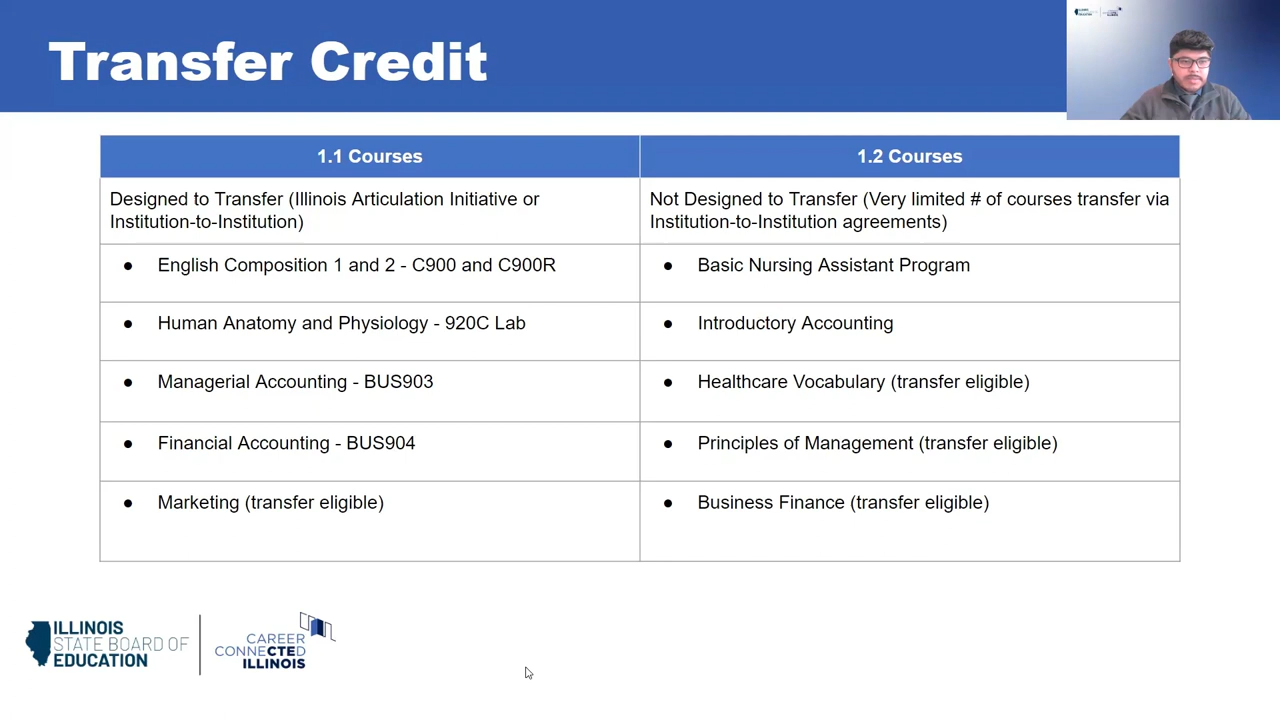 Transfer Credit
1.1 Courses
1.2 Courses
Designed to Transfer (Illinois Articulation Initiative or
Institution-to-Institution)
Not Designed to Transfer (Very limited # of courses transfer via
Institution-to-Institution agreements)
● English Composition 1 and 2 - C900 and C900R
● Basic Nursing Assistant Program
● Human Anatomy and Physiology - 920C Lab
● Introductory Accounting
● Managerial Accounting - BUS903
● Healthcare Vocabulary (transfer eligible)
● Financial Accounting - BUS904
● Principles of Management (transfer eligible)
● Marketing (transfer eligible)
● Business Finance (transfer eligible)
ILLINOIS
STATE BOARD OF
EDUCATION
CAREER
CONNECTED
ILLINOIS